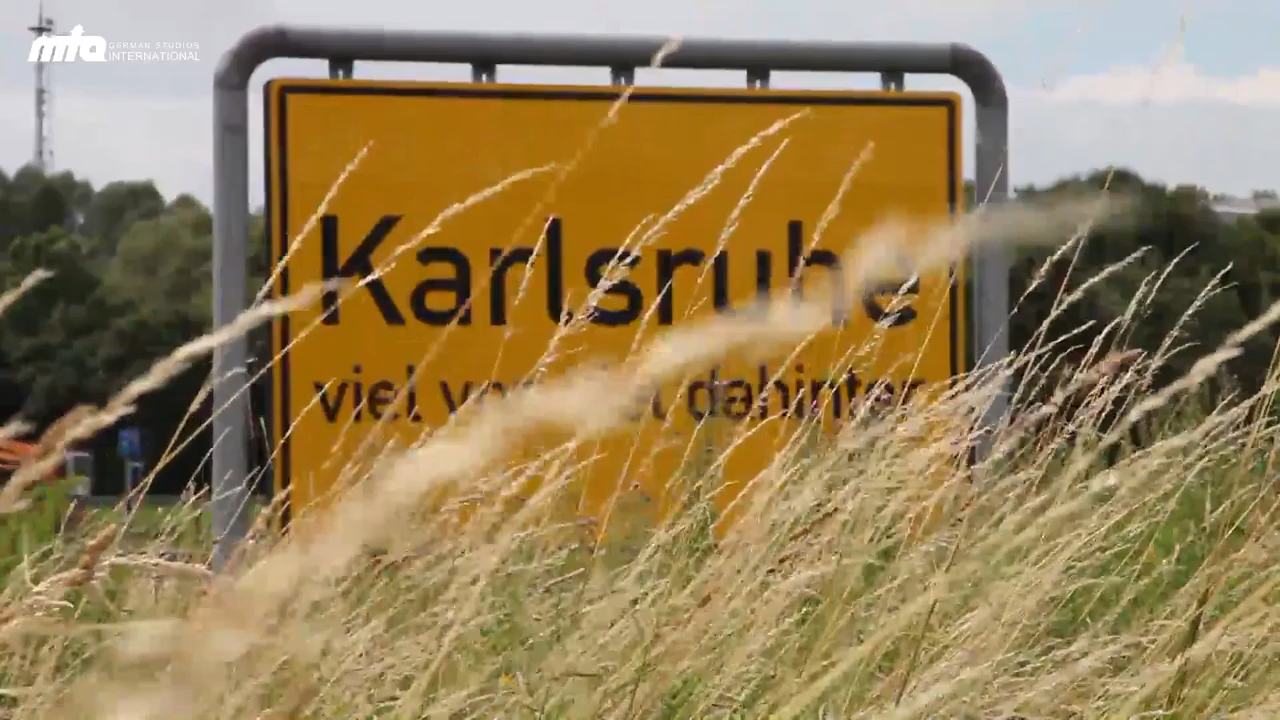 mta GERMAN STUDIOS
INTERNATIONAL
Karlsruhe
viel dahinter